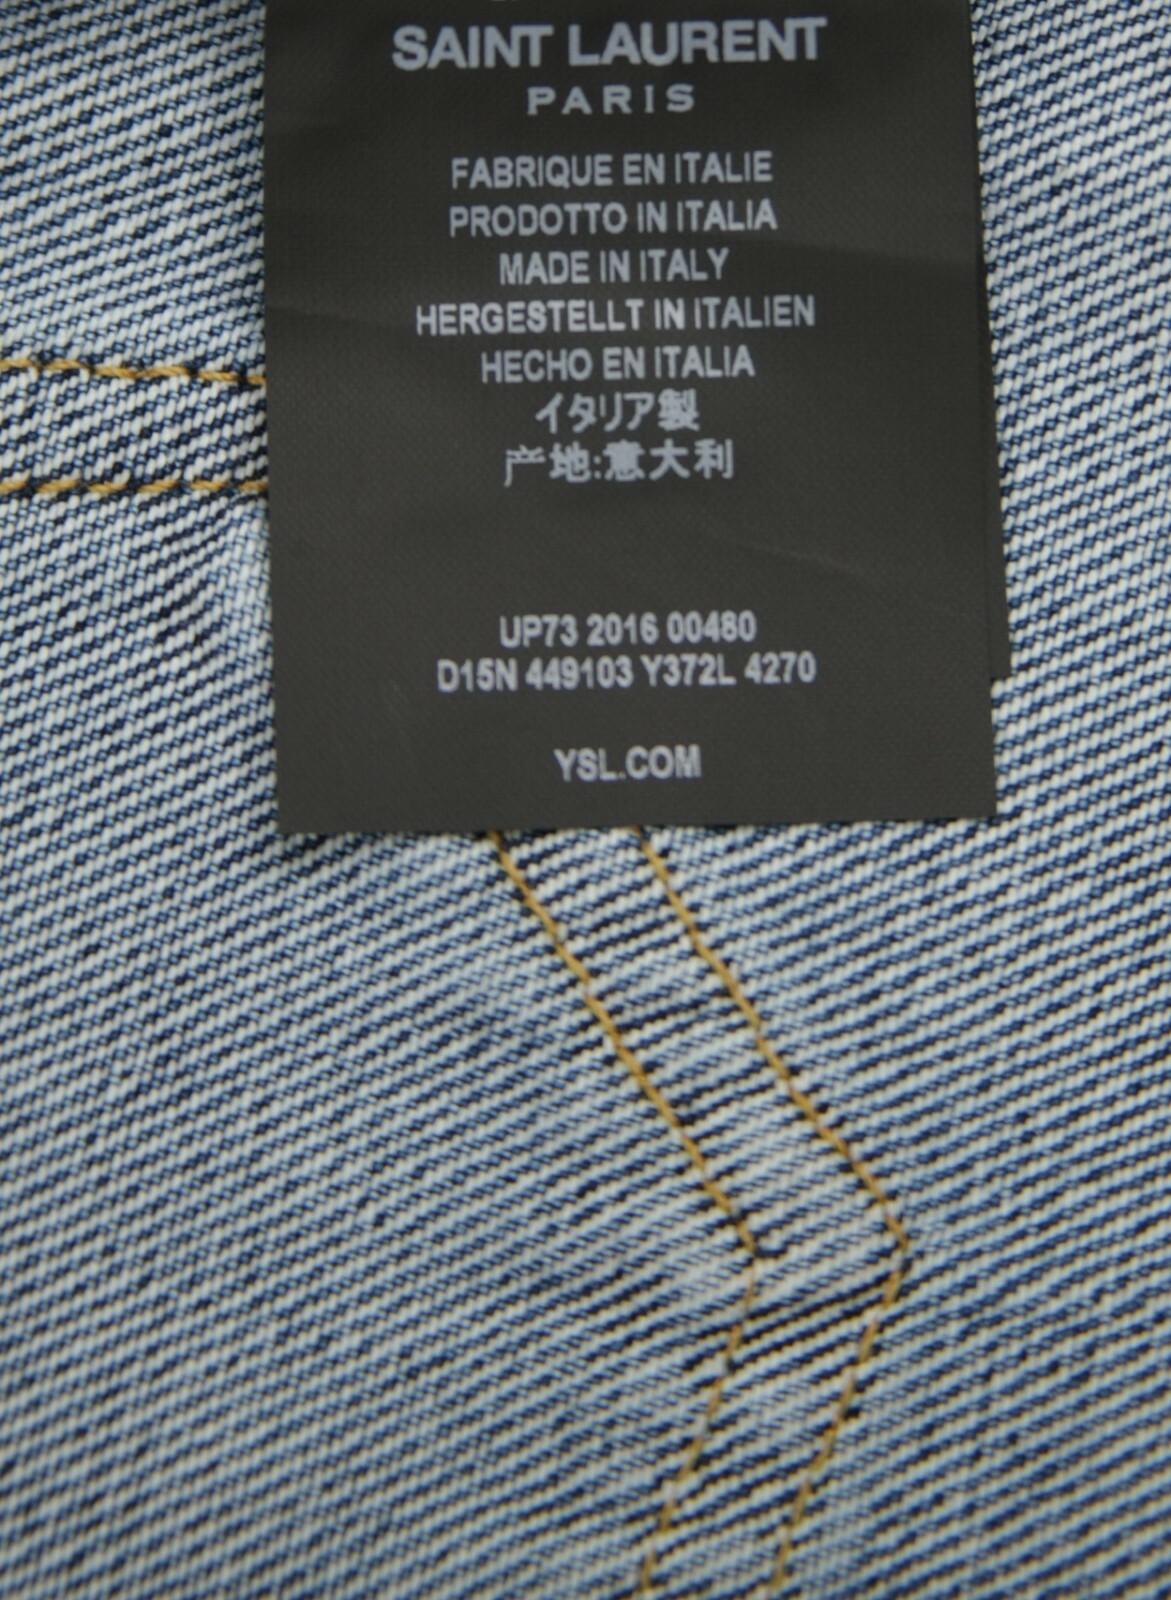 SAINT LAURENT
PARIS
FABRIQUE EN ITALIE
PRODOTTO IN ITALIA
MADE IN ITALY
HERGESTELLT IN ITALIEN
HECHO EN ITALIA
イタリア製
产地:意大利
UP73 2016 00480
D15N 449103 Y372L 4270
YSL.COM